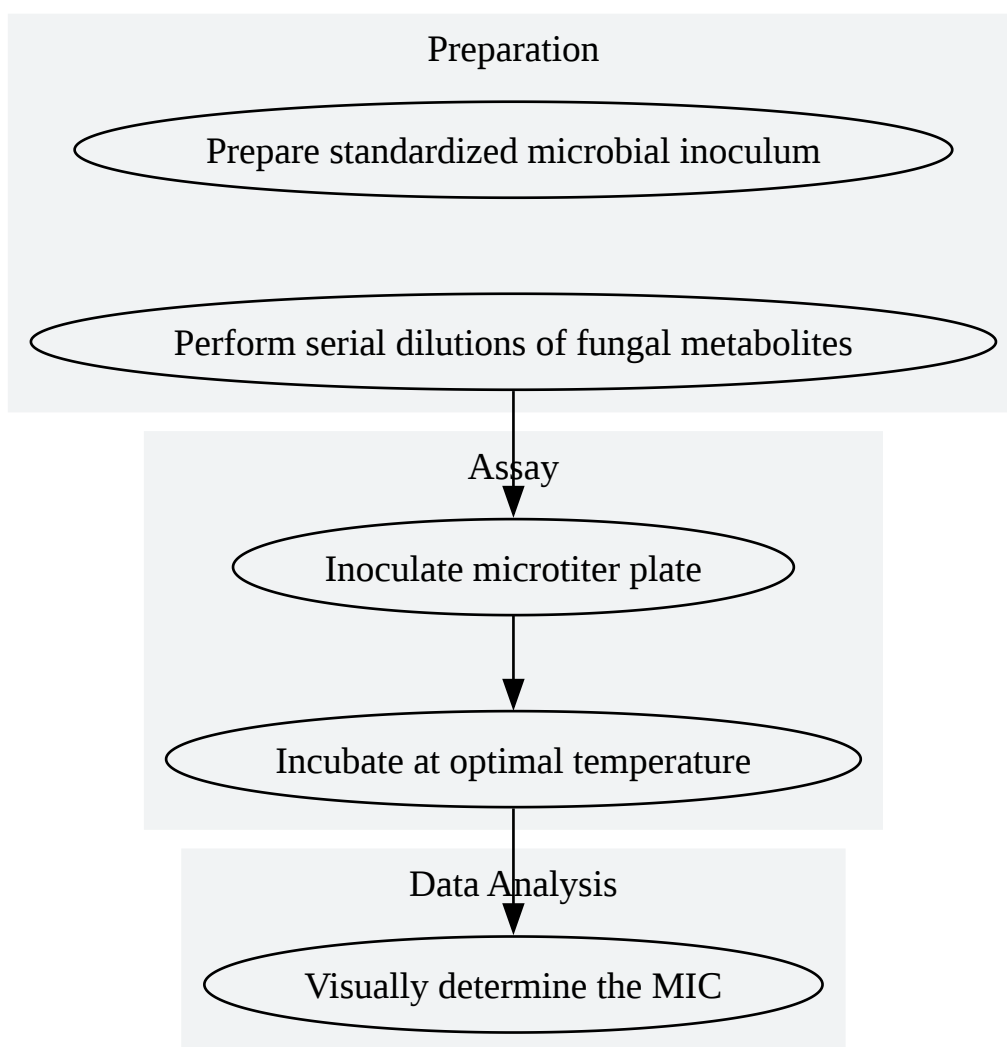 Preparation
Prepare standardized microbial inoculum
Perform serial dilutions of fungal metabolites
Assay
Inoculate microtiter plate
Incubate at optimal temperature
Data Analysis
Visually determine the MIC